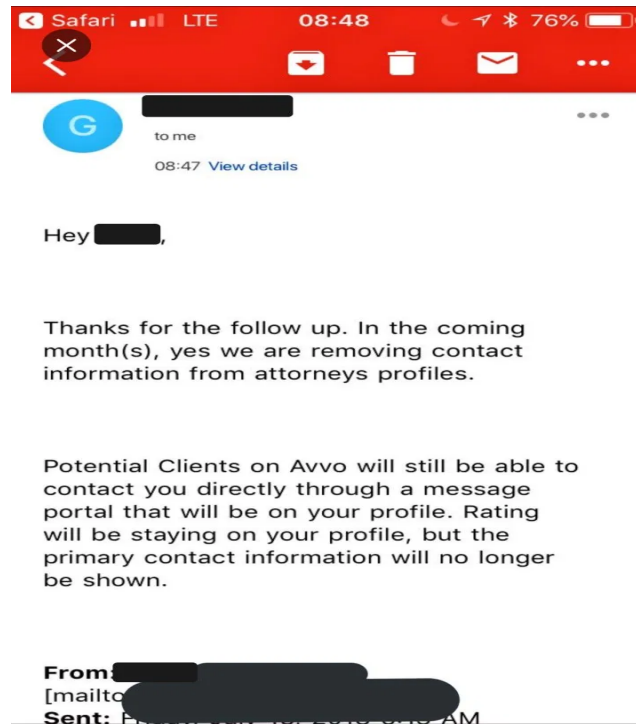 Safari LTE 08:48 76%
G
to me
08:47 View details
Hey ,
Thanks for the follow up. In the coming
month(s), yes we are removing contact
information from attorneys profiles.
Potential Clients on Avvo will still be able to
contact you directly through a message
portal that will be on your profile. Rating
will be staying on your profile, but the
primary contact information will no longer
be shown.
From:
[mailto
Sent: AM